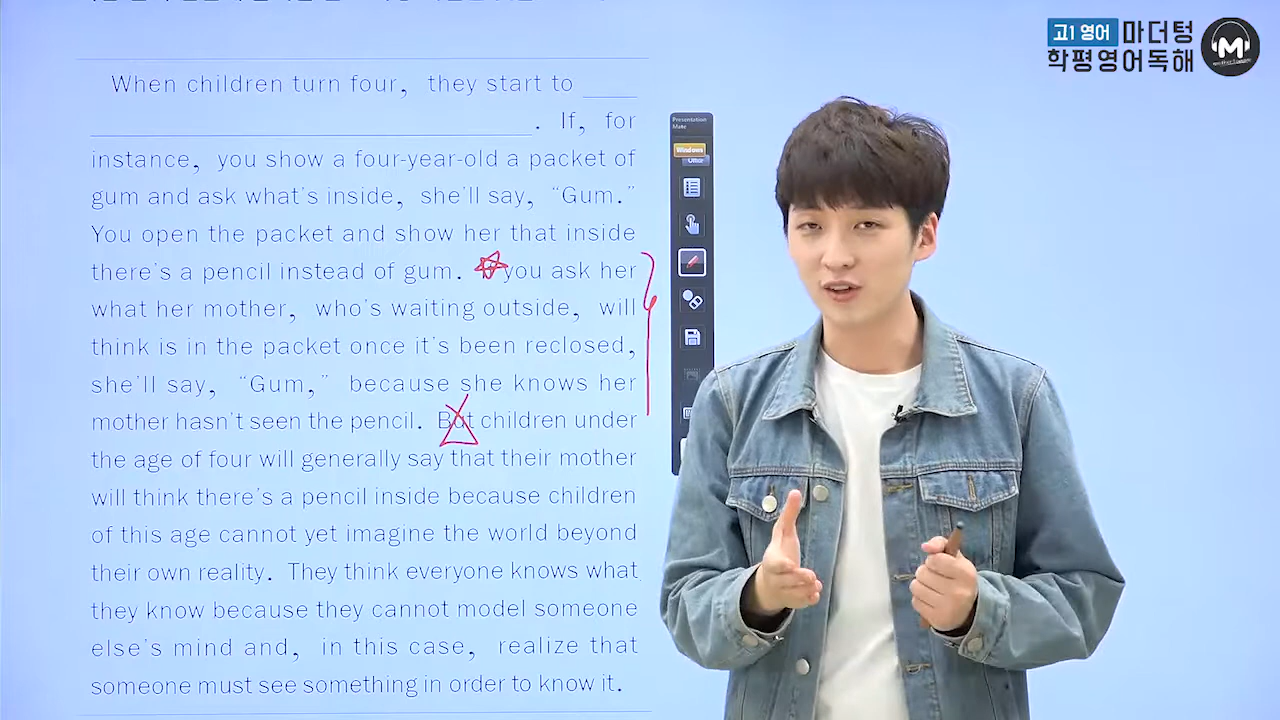 고1 영어 마더텅
학평영어독해
M
When children turn four, they start to
. If, for
instance, you show a four-year-old a packet of
gum and ask what's inside, she'll say, “Gum.”
You open the packet and show her that inside
there's a pencil instead of gum. you ask her
what her mother, who's waiting outside, will
think is in the packet once it's been reclosed,
she'll say, “Gum,” because she knows her
mother hasn't seen the pencil. But children under
the age of four will generally say that their mother
will think there's a pencil inside because children
of this age cannot yet imagine the world beyond
their own reality. They think everyone knows what
they know because they cannot model someone
else's mind and, in this case, realize that
someone must see something in order to know it.
Presentation
Mate
Windows